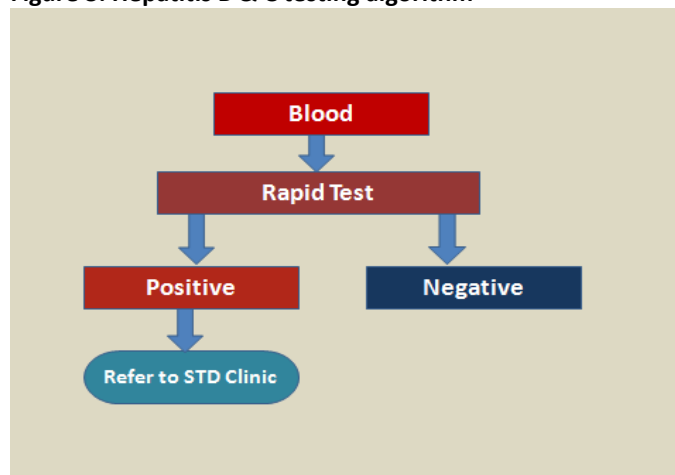 Figure 3: Hepatitis B & C testing algorithm
Blood
Rapid Test
Positive
Negative
Refer to STD Clinic